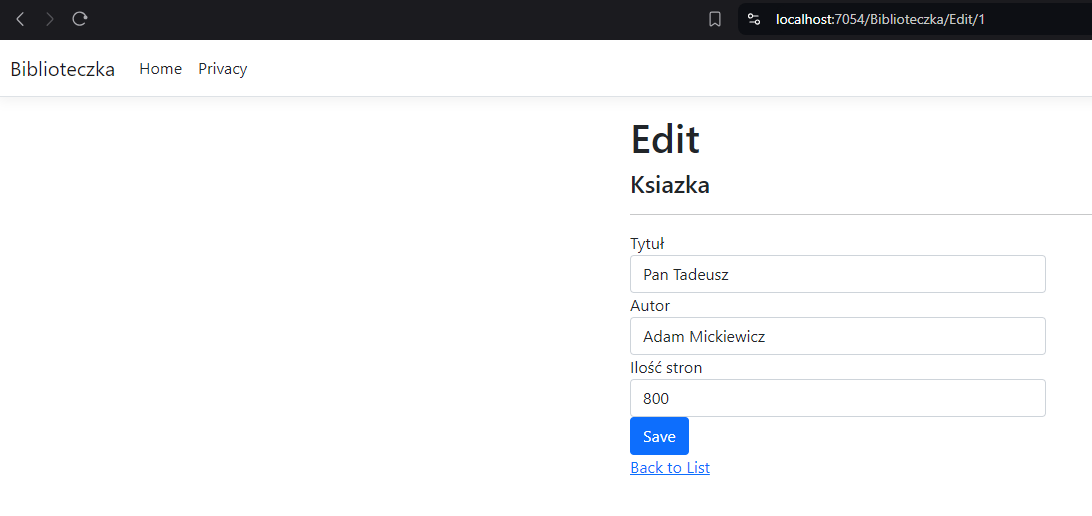 localhost:7054/Biblioteczka/Edit/1
Biblioteczka Home Privacy
Edit
Ksiazka
Tytuł
Pan Tadeusz
Autor
Adam Mickiewicz
Ilość stron
800
Save
Back to List